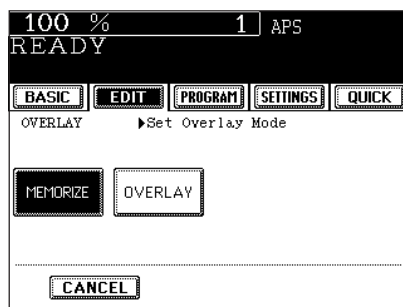 100 % 1 APS
READY
BASIC EDIT PROGRAM SETTINGS QUICK
OVERLAY ▶Set Overlay Mode
MEMORIZE OVERLAY
CANCEL